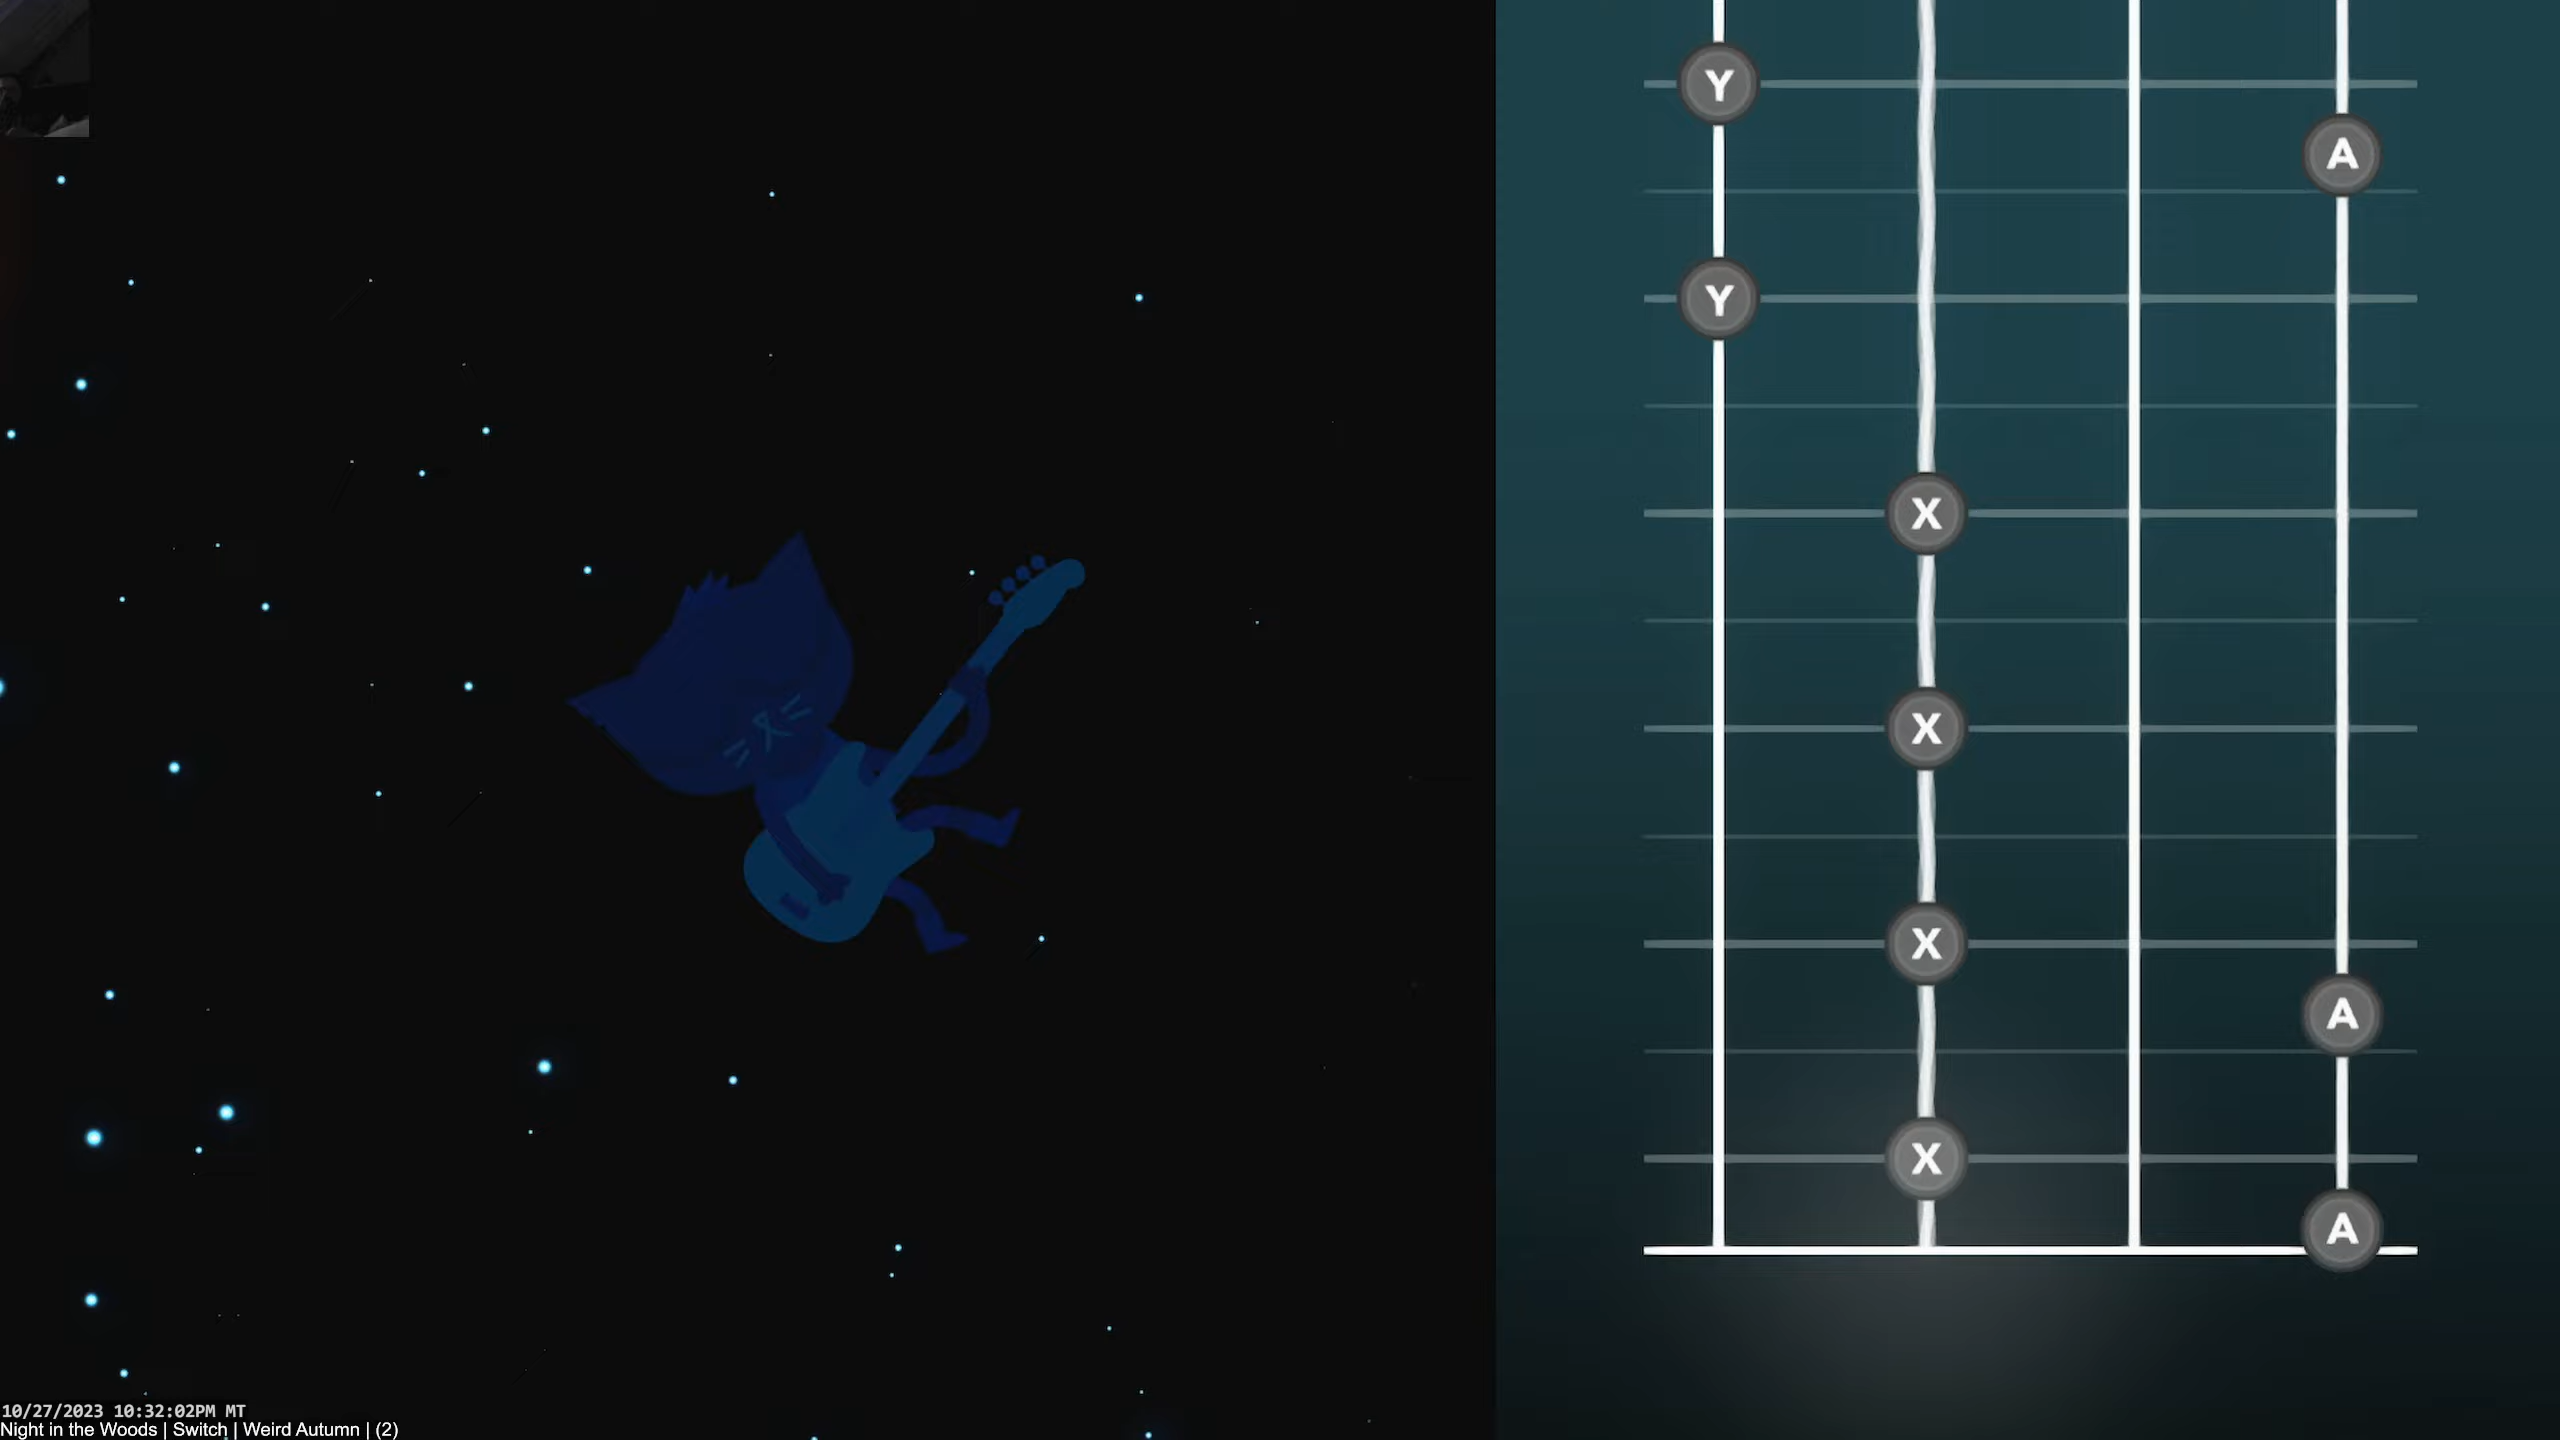 Y
A
Y
X
X
X
A
X
A
10/27/2023 10:32:02PM MT
Night in the Woods | Switch | Weird Autumn | (2)